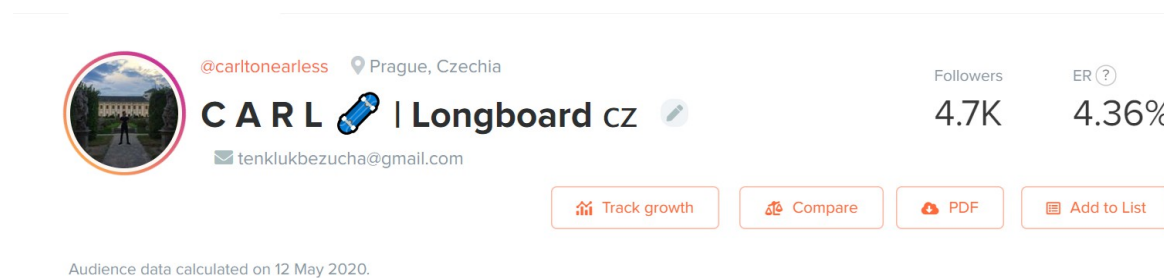 @carltonearless Prague, Czechia
Followers ER ?
C A R L | Longboard cz
4.7K 4.36%
tenklukbezucha@gmail.com
Track growth Compare PDF Add to List
Audience data calculated on 12 May 2020.